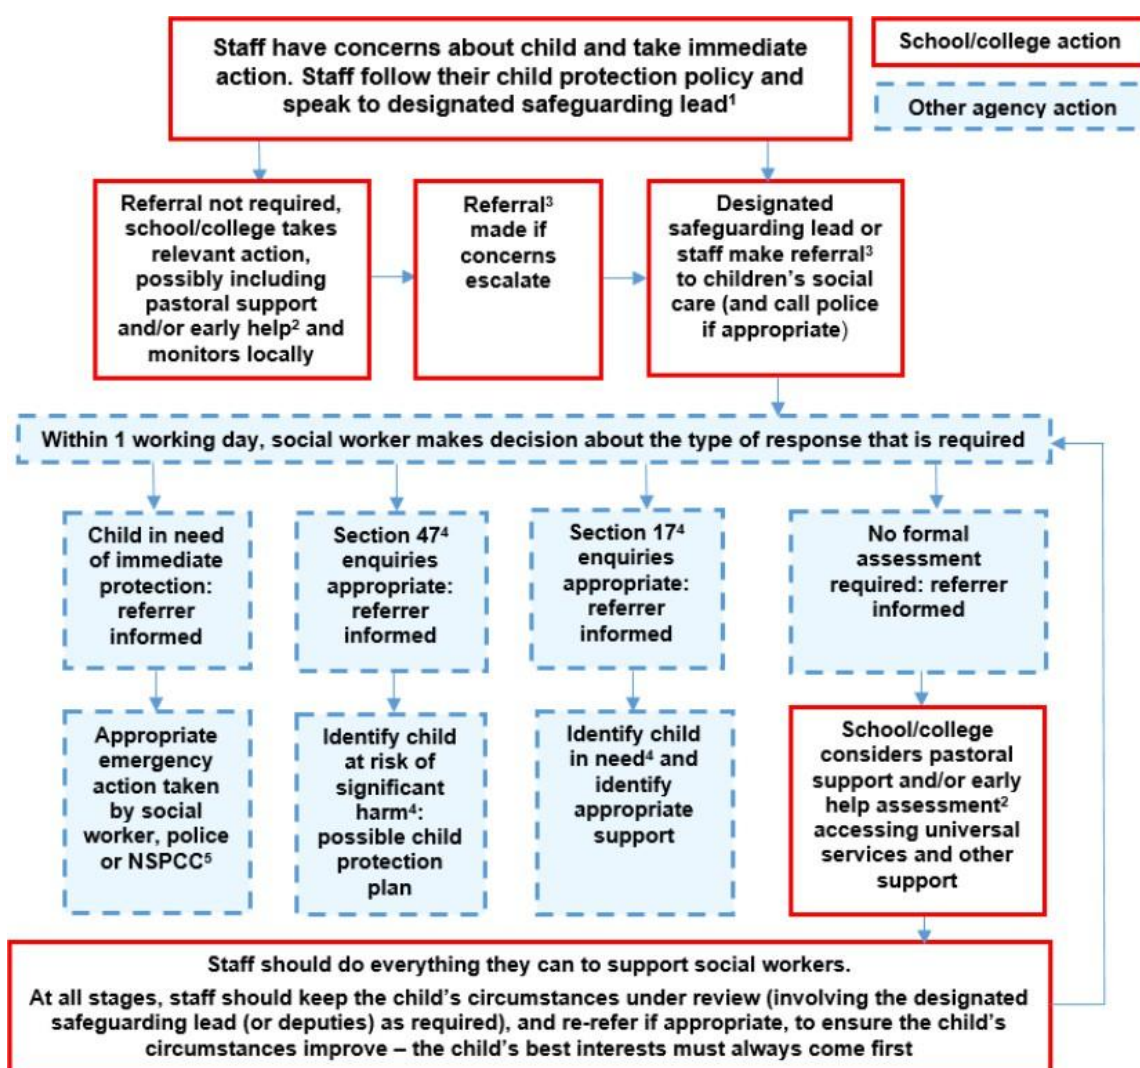 Staff have concerns about child and take immediate
action. Staff follow their child protection policy and
speak to designated safeguarding lead¹
School/college action
Other agency action
Referral not required,
school/college takes
relevant action,
possibly including
pastoral support
and/or early help² and
monitors locally
Referral³
made if
concerns
escalate
Designated
safeguarding lead or
staff make referral³
to children’s social
care (and call police
if appropriate)
Within 1 working day, social worker makes decision about the type of response that is required
Child in need
of immediate
protection:
referrer
informed
Section 47⁴
enquiries
appropriate:
referrer
informed
Section 17⁴
enquiries
appropriate:
referrer
informed
No formal
assessment
required: referrer
informed
Appropriate
emergency
action taken
by social
worker, police
or NSPCC⁵
Identify child
at risk of
significant
harm⁴:
possible child
protection
plan
Identify child
in need⁴ and
identify
appropriate
support
School/college
considers pastoral
support and/or early
help assessment²
accessing universal
services and other
support
Staff should do everything they can to support social workers.
At all stages, staff should keep the child’s circumstances under review (involving the designated
safeguarding lead (or deputies) as required), and re-refer if appropriate, to ensure the child’s
circumstances improve – the child’s best interests must always come first